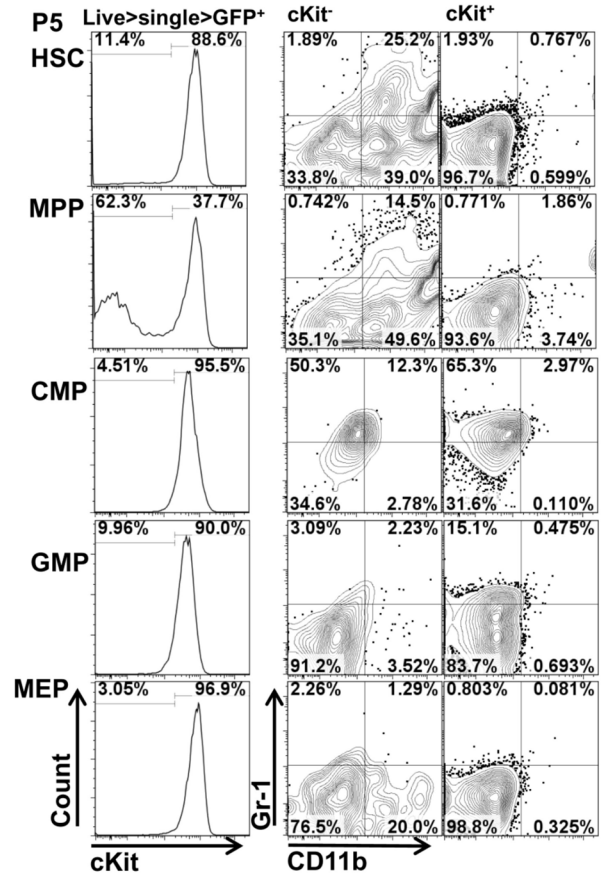 P5 Live>single>GFP⁺ cKit⁻ cKit⁺
HSC 11.4% 88.6% 1.89% 25.2% 1.93% 0.767%
33.8% 39.0% 96.7% 0.599%
MPP 62.3% 37.7% 0.742% 14.5% 0.771% 1.86%
35.1% 49.6% 93.6% 3.74%
CMP 4.51% 95.5% 50.3% 12.3% 65.3% 2.97%
34.6% 2.78% 31.6% 0.110%
GMP 9.96% 90.0% 3.09% 2.23% 15.1% 0.475%
91.2% 3.52% 83.7% 0.693%
MEP 3.05% 96.9% 2.26% 1.29% 0.803% 0.081%
Count Gr-1
76.5% 20.0% 98.8% 0.325%
cKit CD11b